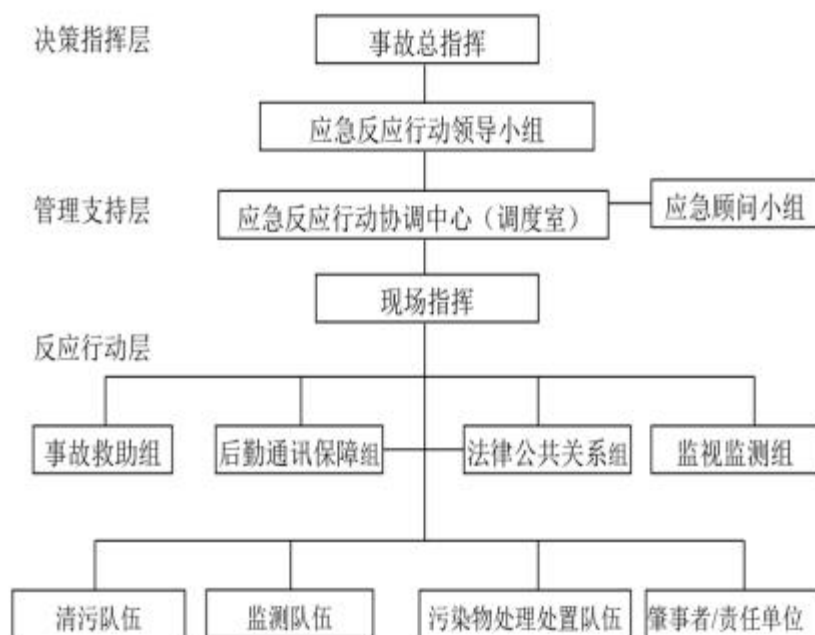 决策指挥层
事故总指挥
应急反应行动领导小组
管理支持层
应急反应行动协调中心（调度室）
应急顾问小组
现场指挥
反应行动层
事故救助组
后勤通讯保障组
法律公共关系组
监视监测组
清污队伍
监测队伍
污染物处理处置队伍
肇事者/责任单位